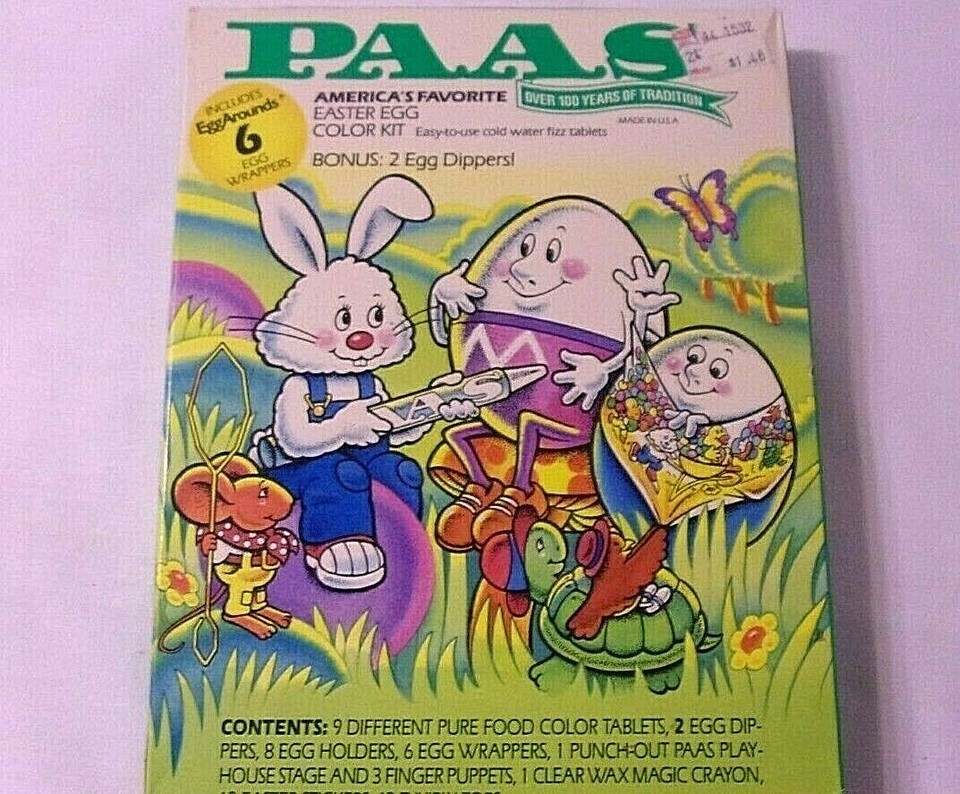 PAAS
$1.46
INCLUDES
EggArounds®
6
EGG
WRAPPERS
AMERICA'S FAVORITE
EASTER EGG
COLOR KIT Easy-to-use cold water fizz tablets
BONUS: 2 Egg Dippers!
OVER 100 YEARS OF TRADITION
MADE IN U.S.A.
PAAS
CONTENTS: 9 DIFFERENT PURE FOOD COLOR TABLETS, 2 EGG DIP-
PERS, 8 EGG HOLDERS, 6 EGG WRAPPERS, 1 PUNCH-OUT PAAS PLAY-
HOUSE STAGE AND 3 FINGER PUPPETS, 1 CLEAR WAX MAGIC CRAYON,